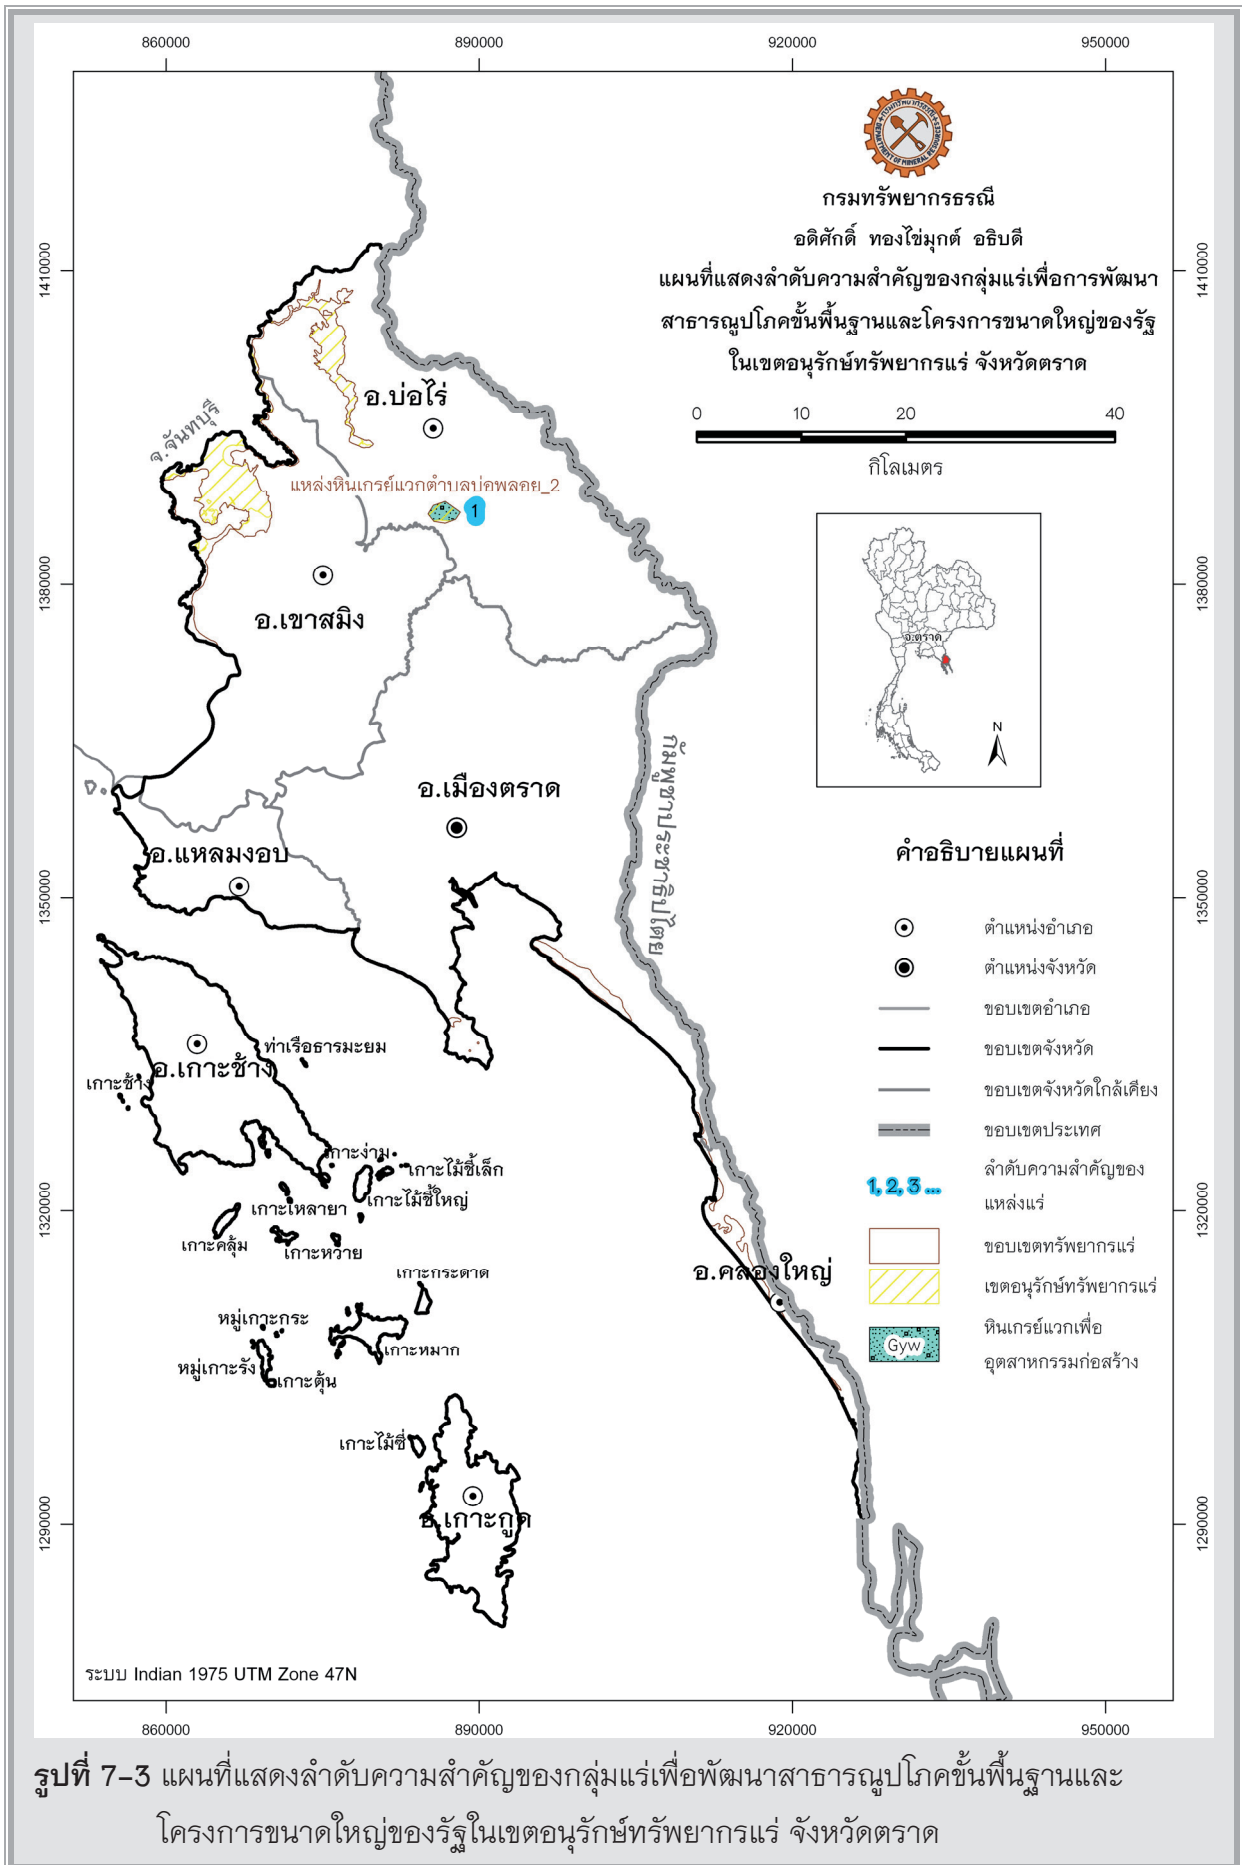 860000 890000 920000 950000
กรมทรัพยากรธรณี
DEPARTMENT OF MINERAL RESOURCES
กรมทรัพยากรธรณี
อดิศักดิ์ ทองไข่มุกต์ อธิบดี
แผนที่แสดงลำดับความสำคัญของกลุ่มแร่เพื่อการพัฒนา
สาธารณูปโภคขั้นพื้นฐานและโครงการขนาดใหญ่ของรัฐ
ในเขตอนุรักษ์ทรัพยากรแร่ จังหวัดตราด
0 10 20 40
กิโลเมตร
1410000
1410000
1380000
1380000
1350000
1350000
1320000
1320000
1290000
1290000
อ.บ่อไร่
จ.จันทบุรี
แหล่งหินเกรย์แวกตำบลบ่อพลอย_2
1
อ.เขาสมิง
จ.ตราด
N
กัมพูชาประชาธิปไตย
อ.เมืองตราด
อ.แหลมงอบ
คำอธิบายแผนที่
ตำแหน่งอำเภอ
ตำแหน่งจังหวัด
ขอบเขตอำเภอ
ขอบเขตจังหวัด
ขอบเขตจังหวัดใกล้เคียง
ขอบเขตประเทศ
1, 2, 3 ...
ลำดับความสำคัญของ
แหล่งแร่
ขอบเขตทรัพยากรแร่
เขตอนุรักษ์ทรัพยากรแร่
Gyw
หินเกรย์แวกเพื่อ
อุตสาหกรรมก่อสร้าง
ท่าเรือธารมะยม
อ.เกาะช้าง
เกาะช้าง
เกาะง่าม
เกาะไม้ชี้เล็ก
เกาะไม้ชี้ใหญ่
เกาะเหลายา
เกาะคลุ้ม
เกาะหวาย
อ.คลองใหญ่
เกาะกระดาด
หมู่เกาะกระ
เกาะหมาก
หมู่เกาะรัง
เกาะตุ้น
เกาะไม้ซี่
อ.เกาะกูด
ระบบ Indian 1975 UTM Zone 47N
860000 890000 920000 950000
รูปที่ 7-3 แผนที่แสดงลำดับความสำคัญของกลุ่มแร่เพื่อพัฒนาสาธารณูปโภคขั้นพื้นฐานและ
โครงการขนาดใหญ่ของรัฐในเขตอนุรักษ์ทรัพยากรแร่ จังหวัดตราด